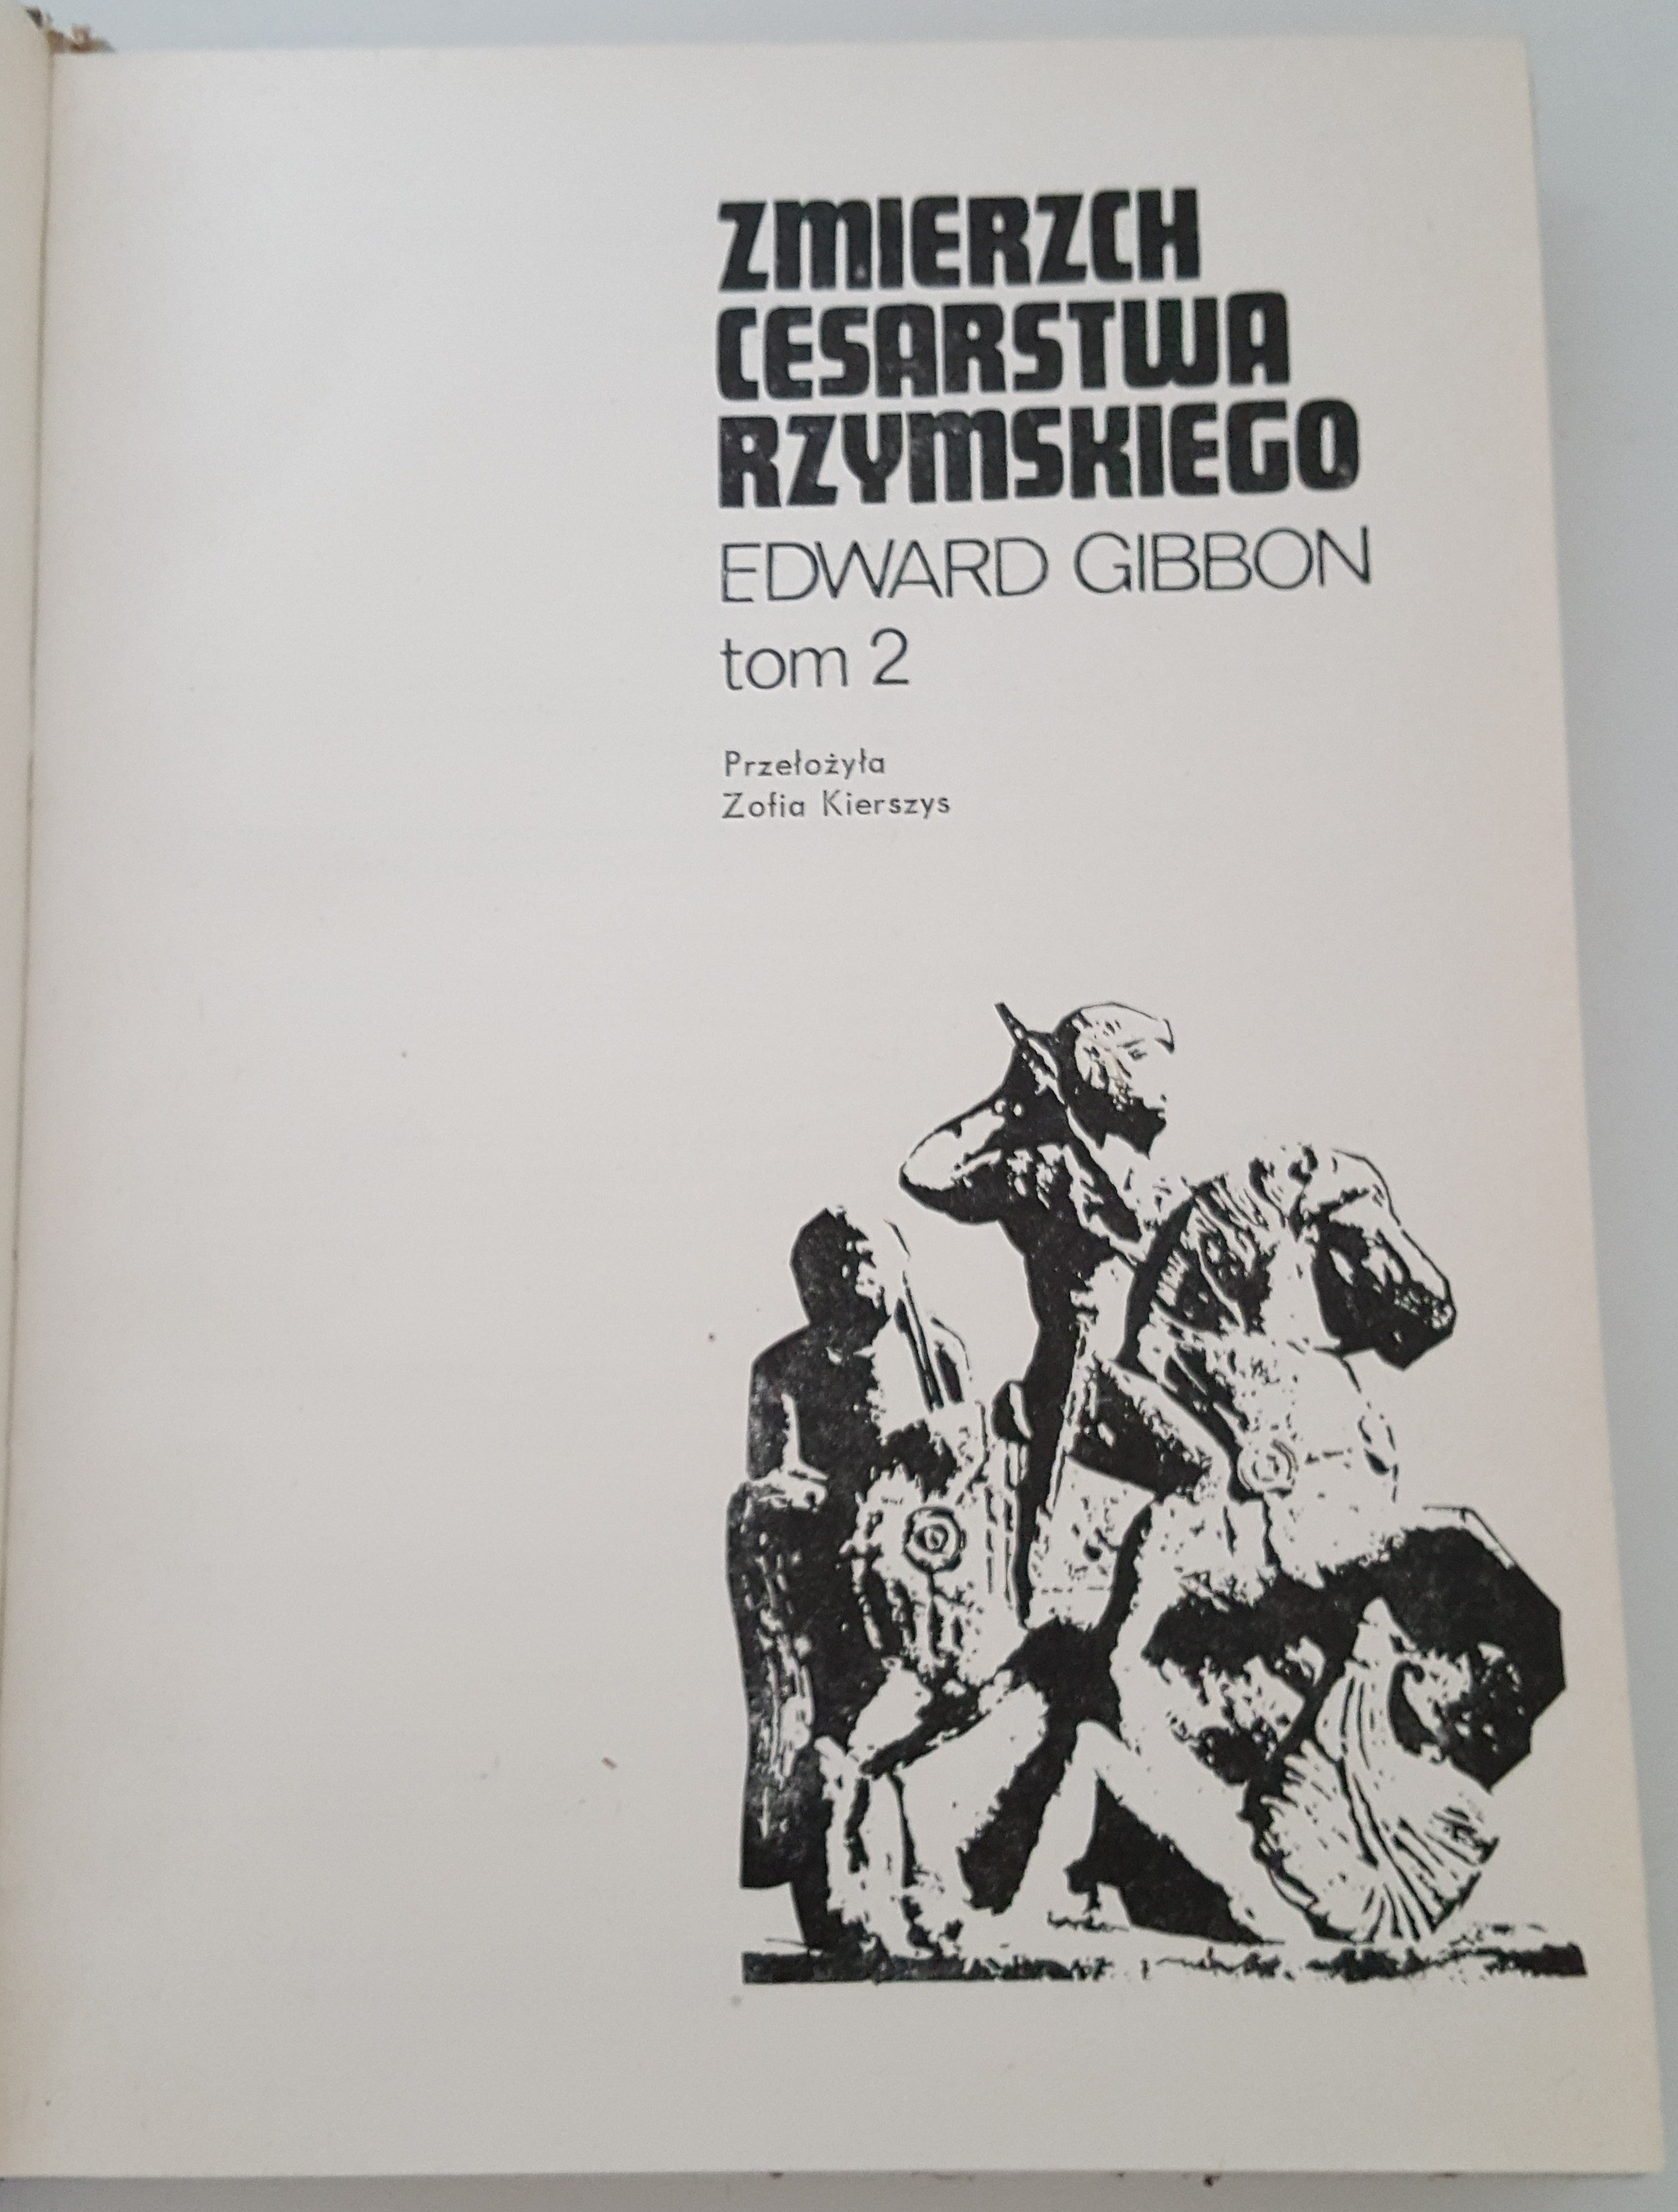 ZMIERZCH
CESARSTWA
RZYMSKIEGO
EDWARD GIBBON
tom 2
Przełożyła
Zofia Kierszys